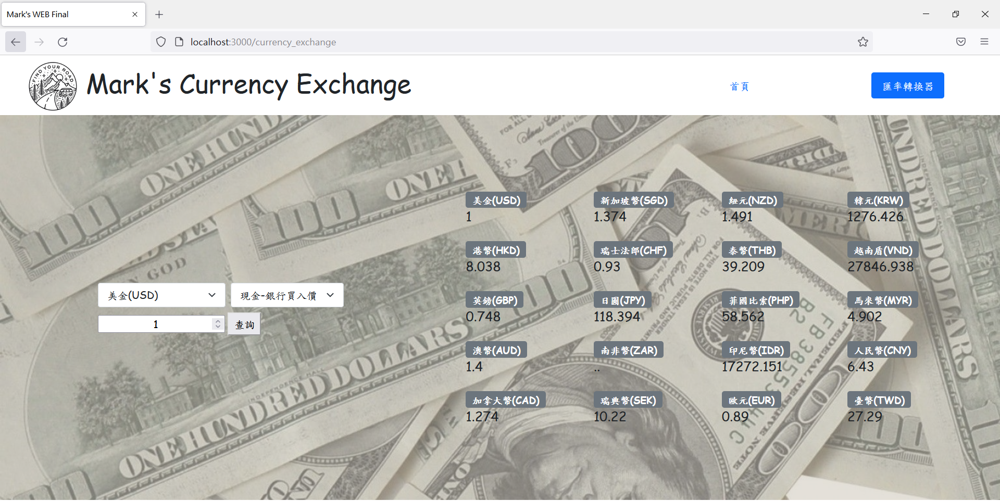 Mark's WEB Final
localhost:3000/currency_exchange
FIND YOUR ROAD
Mark's Currency Exchange
首頁
匯率轉換器
美金(USD)
現金-銀行買入價
1
查詢
美金(USD) 新加坡幣(SGD) 紐元(NZD) 韓元(KRW)
1 1.374 1.491 1276.426
港幣(HKD) 瑞士法郎(CHF) 泰幣(THB) 越南盾(VND)
8.038 0.93 39.209 27846.938
英鎊(GBP) 日圓(JPY) 菲國比索(PHP) 馬來幣(MYR)
0.748 118.394 58.562 4.902
澳幣(AUD) 南非幣(ZAR) 印尼幣(IDR) 人民幣(CNY)
1.4 .. 17272.151 6.43
加拿大幣(CAD) 瑞典幣(SEK) 歐元(EUR) 臺幣(TWD)
1.274 10.22 0.89 27.29
ONE HUNDRED DOLLARS
INDEPENDENCE HALL
100